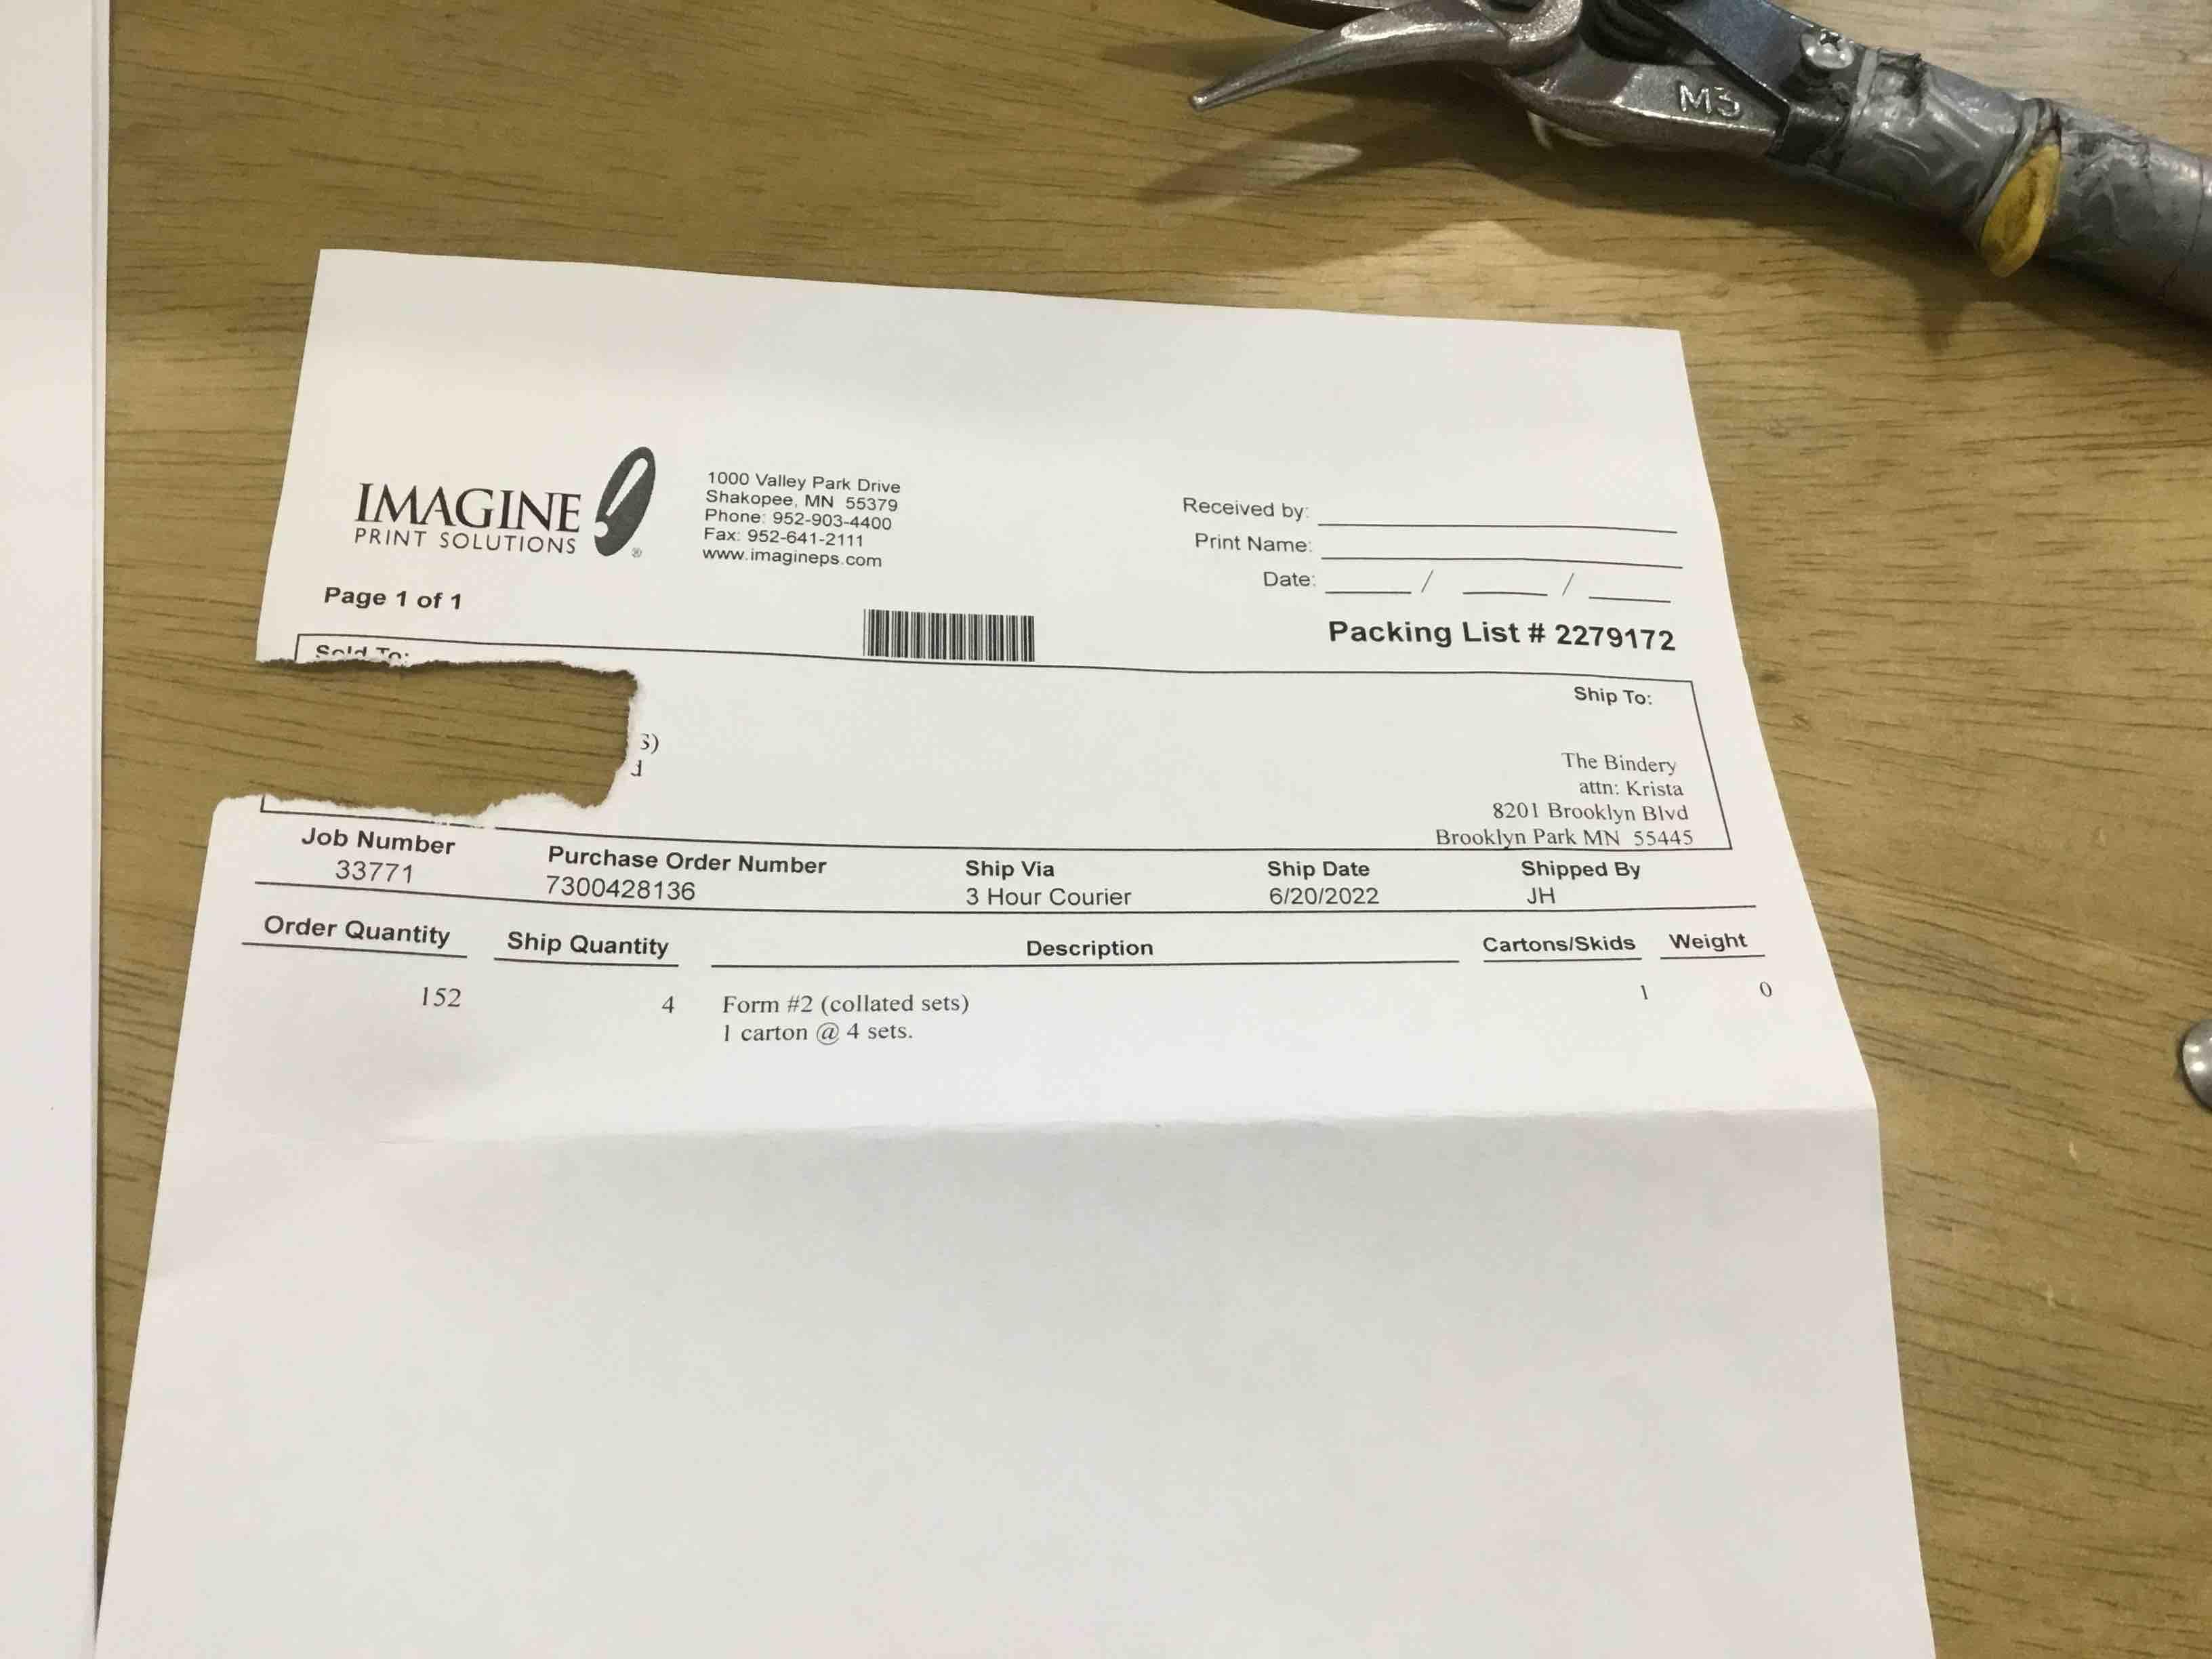 M3
IMAGINE
PRINT SOLUTIONS
®
1000 Valley Park Drive
Shakopee, MN 55379
Phone: 952-903-4400
Fax: 952-641-2111
www.imagineps.com
Received by:
Print Name:
Date: / /
Page 1 of 1
Packing List # 2279172
Sold To:
S)
d
Ship To:
The Bindery
attn: Krista
8201 Brooklyn Blvd
Brooklyn Park MN 55445
Job Number Purchase Order Number Ship Via Ship Date Shipped By
33771 7300428136 3 Hour Courier 6/20/2022 JH
Order Quantity Ship Quantity Description Cartons/Skids Weight
152 4 Form #2 (collated sets) 1 0
1 carton @ 4 sets.